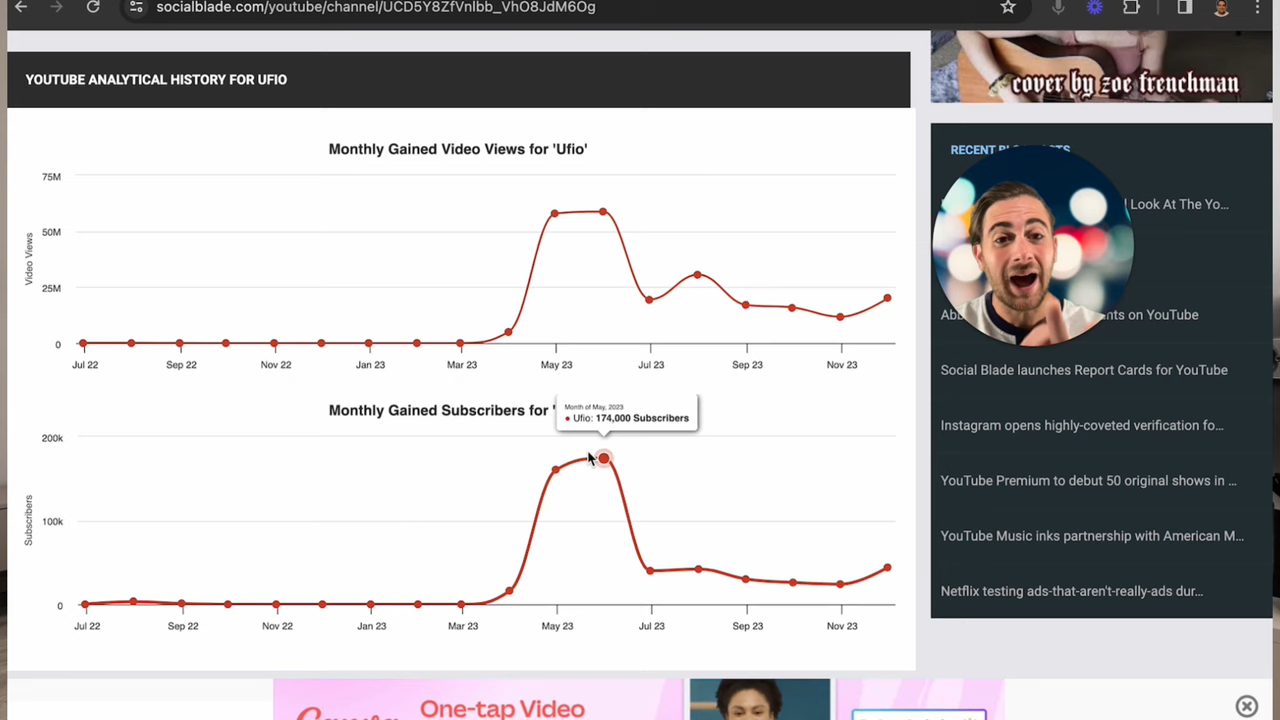 socialblade.com/youtube/channel/UCD5Y8ZfVnlbb_VhO8JdM6Og
cover by zoe frenchman
YOUTUBE ANALYTICAL HISTORY FOR UFIO
Monthly Gained Video Views for 'Ufio'
75M
50M
25M
0
Video Views
Jul 22
Sep 22
Nov 22
Jan 23
Mar 23
May 23
Jul 23
Sep 23
Nov 23
Monthly Gained Subscribers for '
Month of May, 2023
Ufio: 174,000 Subscribers
200k
100k
0
Subscribers
Jul 22
Sep 22
Nov 22
Jan 23
Mar 23
May 23
Jul 23
Sep 23
Nov 23
RECENT
Look At The Yo...
on YouTube
Social Blade launches Report Cards for YouTube
Instagram opens highly-coveted verification fo...
YouTube Premium to debut 50 original shows in ...
YouTube Music inks partnership with American M...
Netflix testing ads-that-aren't-really-ads dur...
One-tap Video